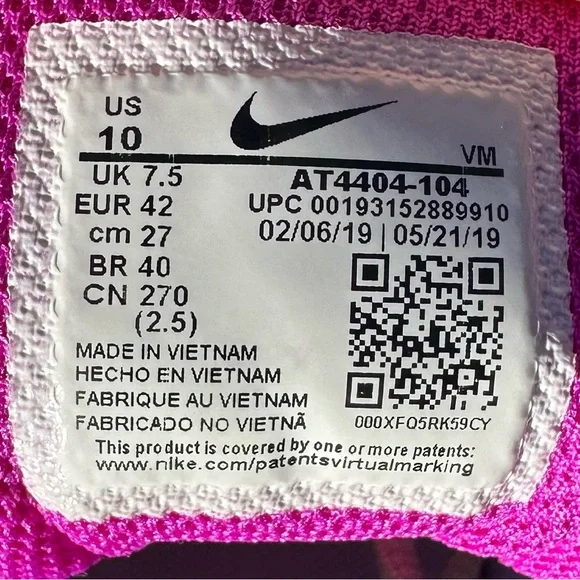 US
10
VM
UK 7.5
AT4404-104
EUR 42
UPC 00193152889910
cm 27
02/06/19 | 05/21/19
BR 40
CN 270
(2.5)
MADE IN VIETNAM
HECHO EN VIETNAM
FABRIQUE AU VIETNAM
FABRICADO NO VIETNÃ
000XFO5RK59CY
This product is covered by one or more patents:
www.nike.com/patentsvirtualmarking